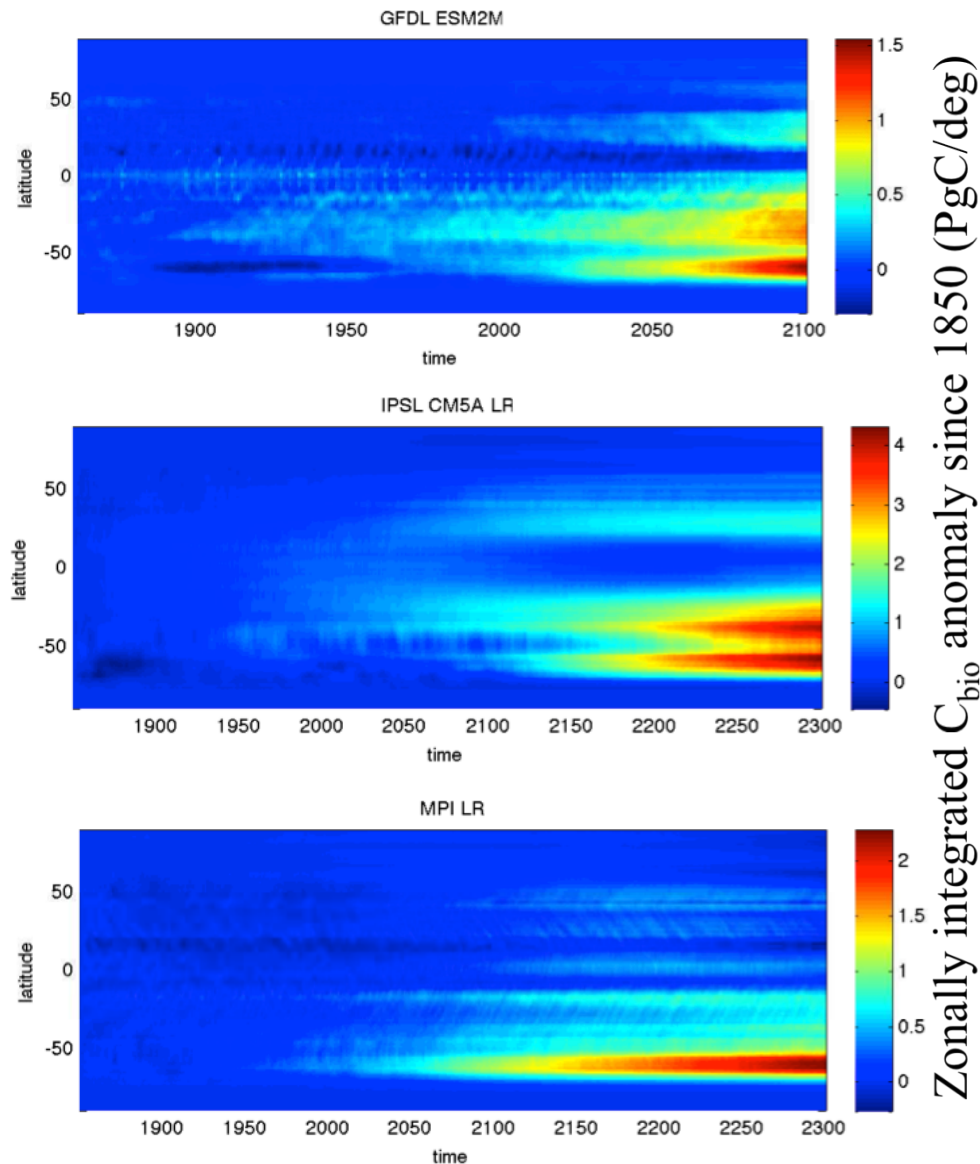 GFDL ESM2M
latitude
50
0
-50
1900 1950 2000 2050 2100
time
1.5
1
0.5
0
IPSL CM5A LR
latitude
50
0
-50
1900 1950 2000 2050 2100 2150 2200 2250 2300
time
4
3
2
1
0
MPI LR
latitude
50
0
-50
1900 1950 2000 2050 2100 2150 2200 2250 2300
time
2
1.5
1
0.5
0
Zonally integrated Cbio anomaly since 1850 (PgC/deg)